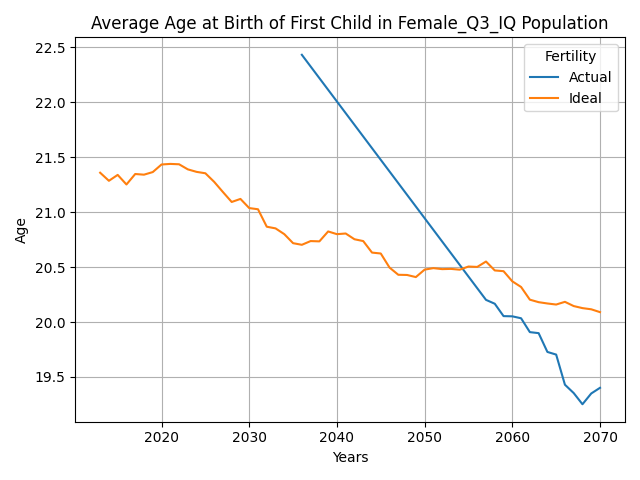 Average Age at Birth of First Child in Female_Q3_IQ Population
22.5
22.0
21.5
21.0
20.5
20.0
19.5
Age
Fertility
Actual
Ideal
2020 2030 2040 2050 2060 2070
Years